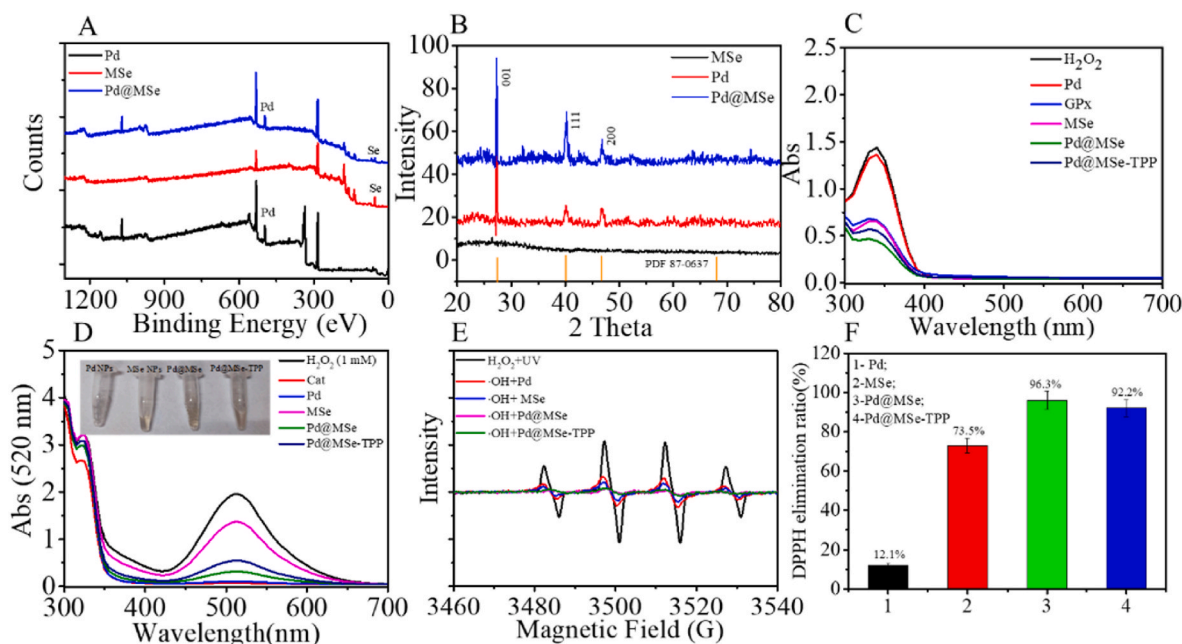 A
Pd
MSe
Pd@MSe
Pd
Se
Se
Pd
Counts
1200 900 600 300 0
Binding Energy (eV)
B
MSe
Pd
Pd@MSe
001
111
200
PDF 87-0637
Intensity
100
80
60
40
20
0
20 30 40 50 60 70 80
2 Theta
C
H₂O₂
Pd
GPx
MSe
Pd@MSe
Pd@MSe-TPP
Abs
2.5
2.0
1.5
1.0
0.5
0
300 400 500 600 700
Wavelength (nm)
D
Pd NPs MSe NPs Pd@MSe Pd@MSe-TPP
H₂O₂ (1 mM)
Cat
Pd
MSe
Pd@MSe
Pd@MSe-TPP
Abs (520 nm)
5
4
3
2
1
0
300 400 500 600 700
Wavelength(nm)
E
H₂O₂+UV
·OH+Pd
·OH+ MSe
·OH+Pd@MSe
·OH+Pd@MSe-TPP
Intensity
3460 3480 3500 3520 3540
Magnetic Field (G)
F
1- Pd;
2-MSe;
3-Pd@MSe;
4-Pd@MSe-TPP
12.1%
73.5%
96.3%
92.2%
DPPH elimination ratio(%)
120
100
80
60
40
20
0
1 2 3 4